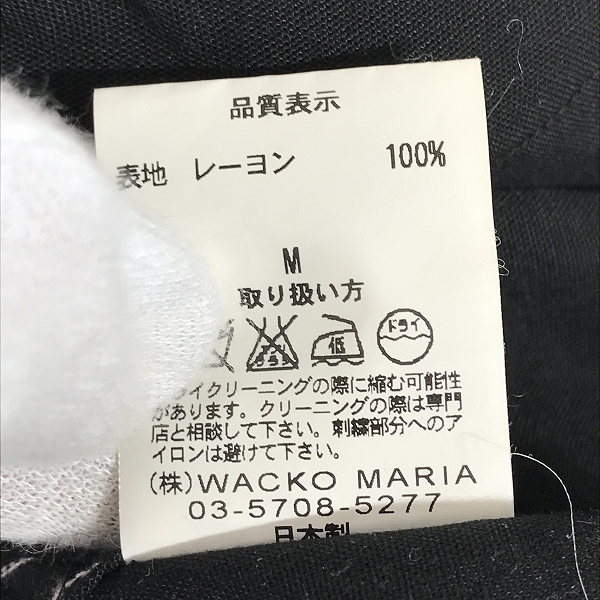 品質表示
表地 レーヨン 100%
M
取り扱い方
低 ドライ
ライクリーニングの際に縮む可能性
があります。クリーニングの際は専門
店と相談して下さい。刺繍部分へのア
イロンは避けて下さい。
(株)WACKO MARIA
03-5708-5277
日本製